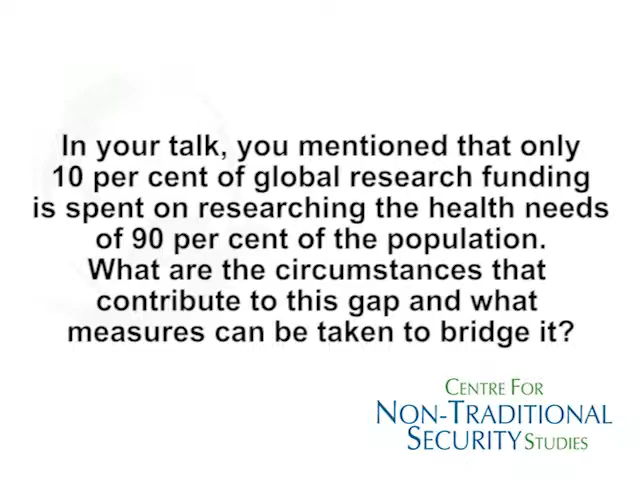 In your talk, you mentioned that only
10 per cent of global research funding
is spent on researching the health needs
of 90 per cent of the population.
What are the circumstances that
contribute to this gap and what
measures can be taken to bridge it?
CENTRE FOR
NON-TRADITIONAL
SECURITY STUDIES